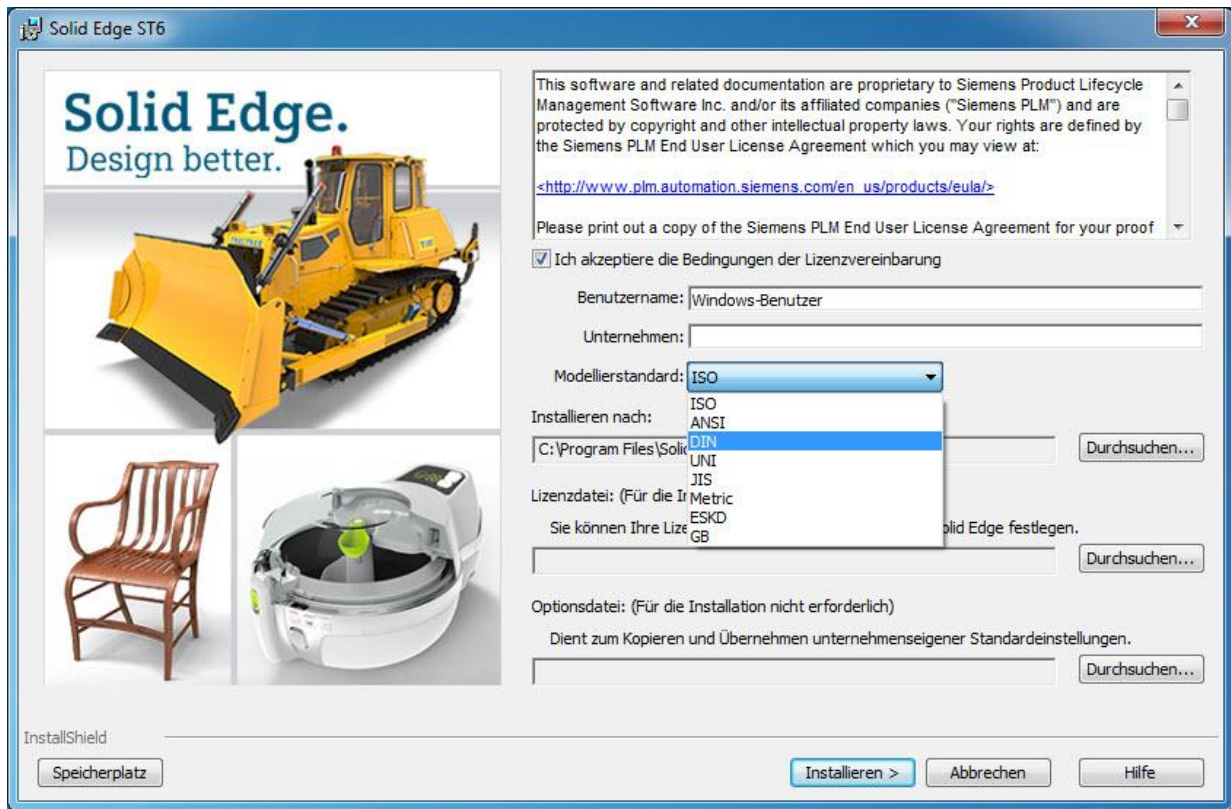 Solid Edge ST6
Solid Edge.
Design better.
This software and related documentation are proprietary to Siemens Product Lifecycle
Management Software Inc. and/or its affiliated companies ("Siemens PLM") and are
protected by copyright and other intellectual property laws. Your rights are defined by
the Siemens PLM End User License Agreement which you may view at:
<http://www.plm.automation.siemens.com/en_us/products/eula/>
Please print out a copy of the Siemens PLM End User License Agreement for your proof
Ich akzeptiere die Bedingungen der Lizenzvereinbarung
Benutzername: Windows-Benutzer
Unternehmen:
Modellierstandard: ISO
ISO
ANSI
DIN
UNI
JIS
Metric
ESKD
GB
Installieren nach:
C:\Program Files\Solid
Durchsuchen...
Lizenzdatei: (Für die
Sie können Ihre olid Edge festlegen.
Durchsuchen...
Optionsdatei: (Für die Installation nicht erforderlich)
Dient zum Kopieren und Übernehmen unternehmenseigener Standardeinstellungen.
Durchsuchen...
InstallShield
Speicherplatz
Installieren >
Abbrechen
Hilfe